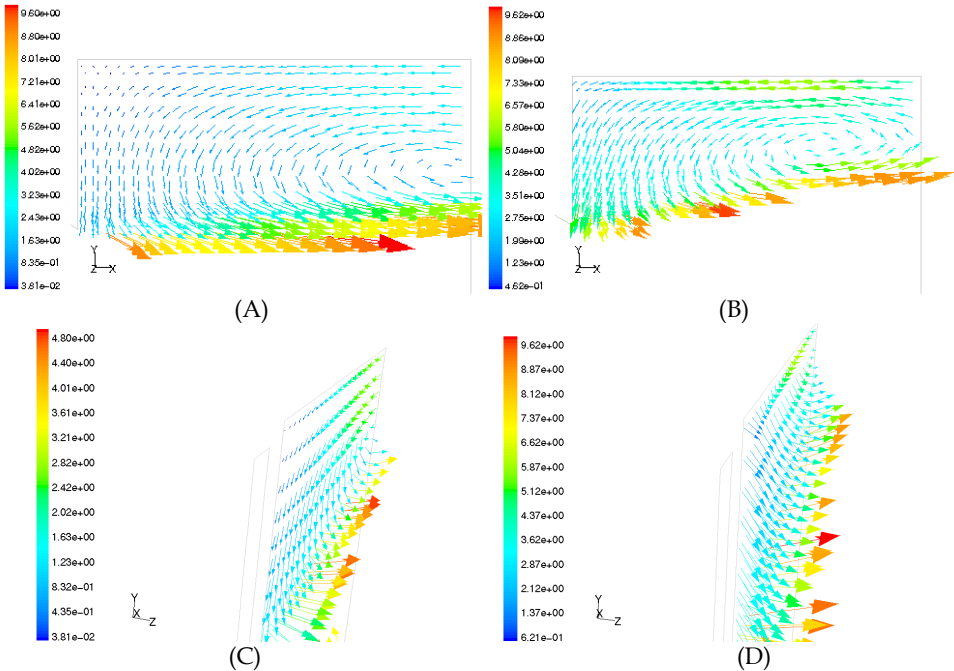 9.60e+00
8.80e+00
8.01e+00
7.21e+00
6.41e+00
5.62e+00
4.82e+00
4.02e+00
3.23e+00
2.43e+00
1.63e+00
8.35e-01
3.81e-02
Y
Z X
(A)
9.62e+00
8.86e+00
8.09e+00
7.33e+00
6.57e+00
5.80e+00
5.04e+00
4.28e+00
3.51e+00
2.75e+00
1.99e+00
1.23e+00
4.62e-01
Y
Z X
(B)
4.80e+00
4.40e+00
4.01e+00
3.61e+00
3.21e+00
2.82e+00
2.42e+00
2.02e+00
1.63e+00
1.23e+00
8.32e-01
4.35e-01
3.81e-02
Y
X Z
(C)
9.62e+00
8.87e+00
8.12e+00
7.37e+00
6.62e+00
5.87e+00
5.12e+00
4.37e+00
3.62e+00
2.87e+00
2.12e+00
1.37e+00
6.21e-01
Y
X Z
(D)